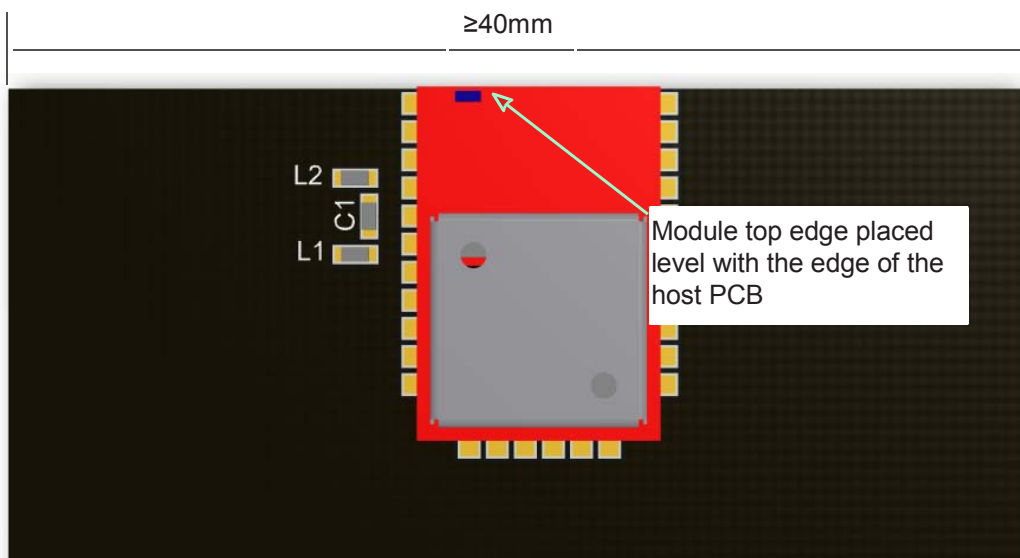 ≥40mm
L2
C1
L1
Module top edge placed
level with the edge of the
host PCB